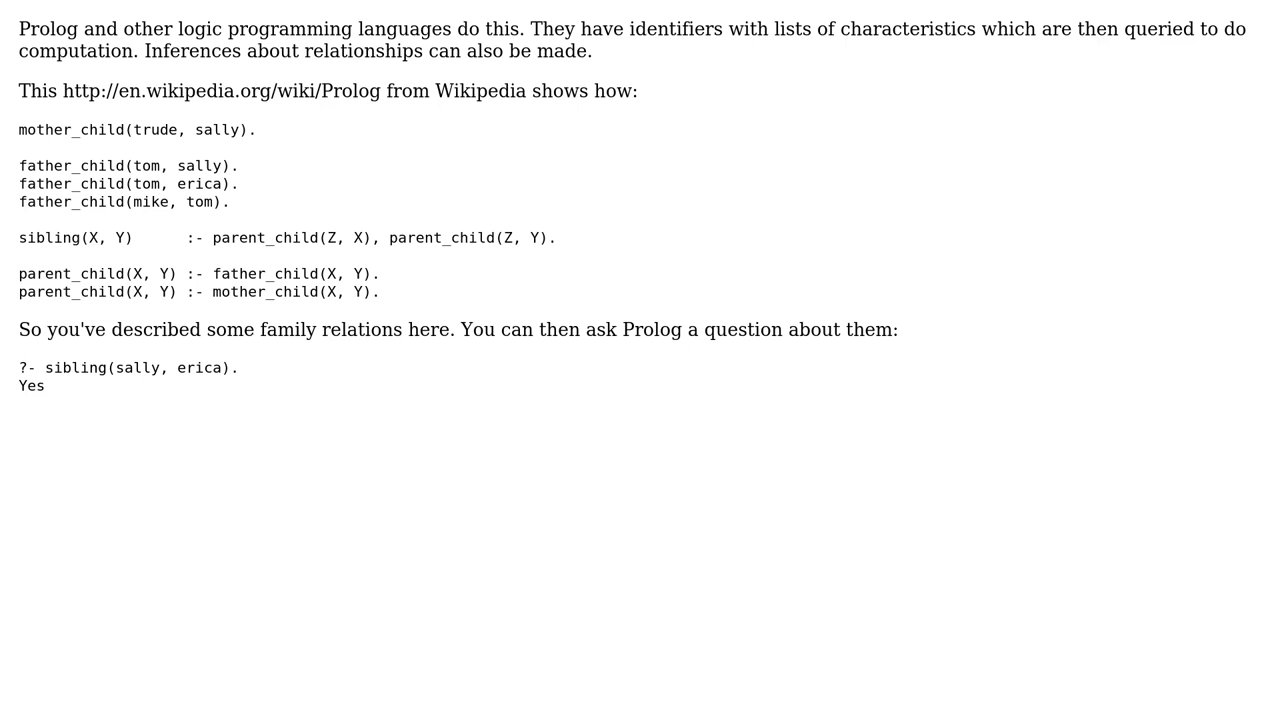 Prolog and other logic programming languages do this. They have identifiers with lists of characteristics which are then queried to do
computation. Inferences about relationships can also be made.
This http://en.wikipedia.org/wiki/Prolog from Wikipedia shows how:
mother_child(trude, sally).
father_child(tom, sally).
father_child(tom, erica).
father_child(mike, tom).
sibling(X, Y)      :- parent_child(Z, X), parent_child(Z, Y).
parent_child(X, Y) :- father_child(X, Y).
parent_child(X, Y) :- mother_child(X, Y).
So you've described some family relations here. You can then ask Prolog a question about them:
?- sibling(sally, erica).
Yes